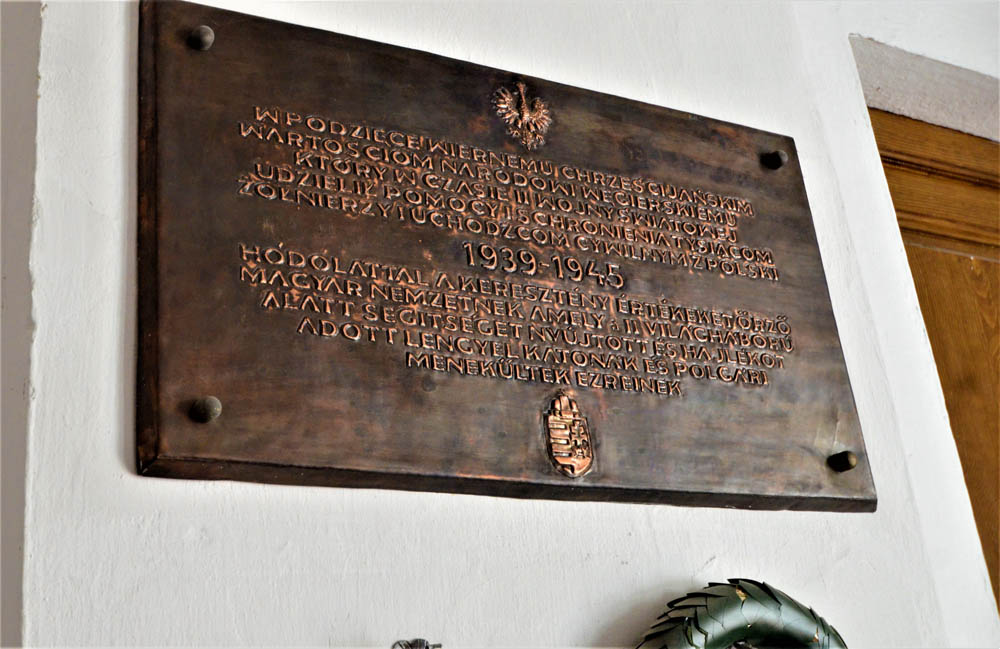 W PODZIĘCE WIERNEMU CHRZEŚCIJAŃSKIM
WARTOŚCIOM NARODOWI WĘGIERSKIEMU
KTÓRY W CZASIE II WOJNY ŚWIATOWEJ
UDZIELIŁ POMOCY I SCHRONIENIA TYSIĄCOM
ŻOŁNIERZY I UCHODŹCOM CYWILNYM Z POLSKI
1939-1945
HÓDOLATTAL A KERESZTÉNY ÉRTÉKEKET ŐRZŐ
MAGYAR NEMZETNEK AMELY a II VILÁGHÁBORÚ
ALATT SEGÍTSÉGET NYÚJTOTT ÉS HAJLÉKOT
ADOTT LENGYEL KATONÁK ÉS POLGÁRI
MENEKÜLTEK EZREINEK